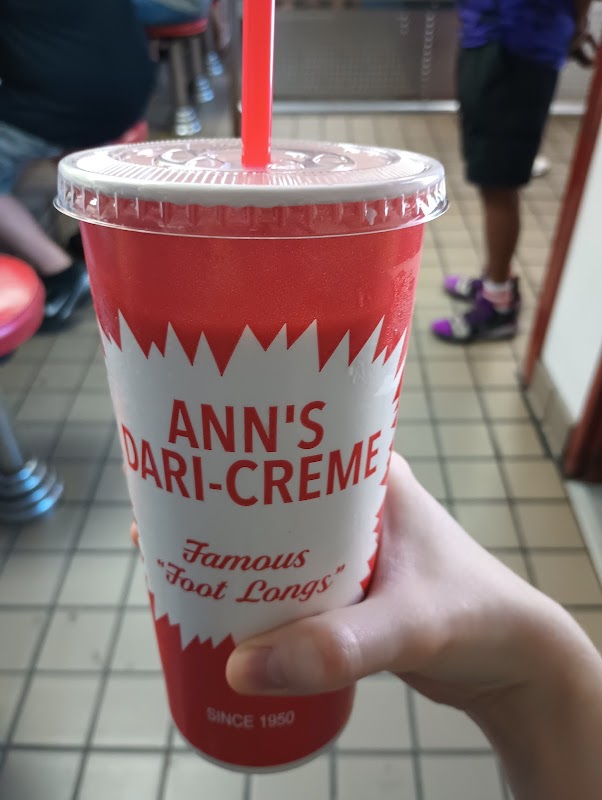 ANN'S
DARI-CREME
Famous
"Foot Longs"
SINCE 1950